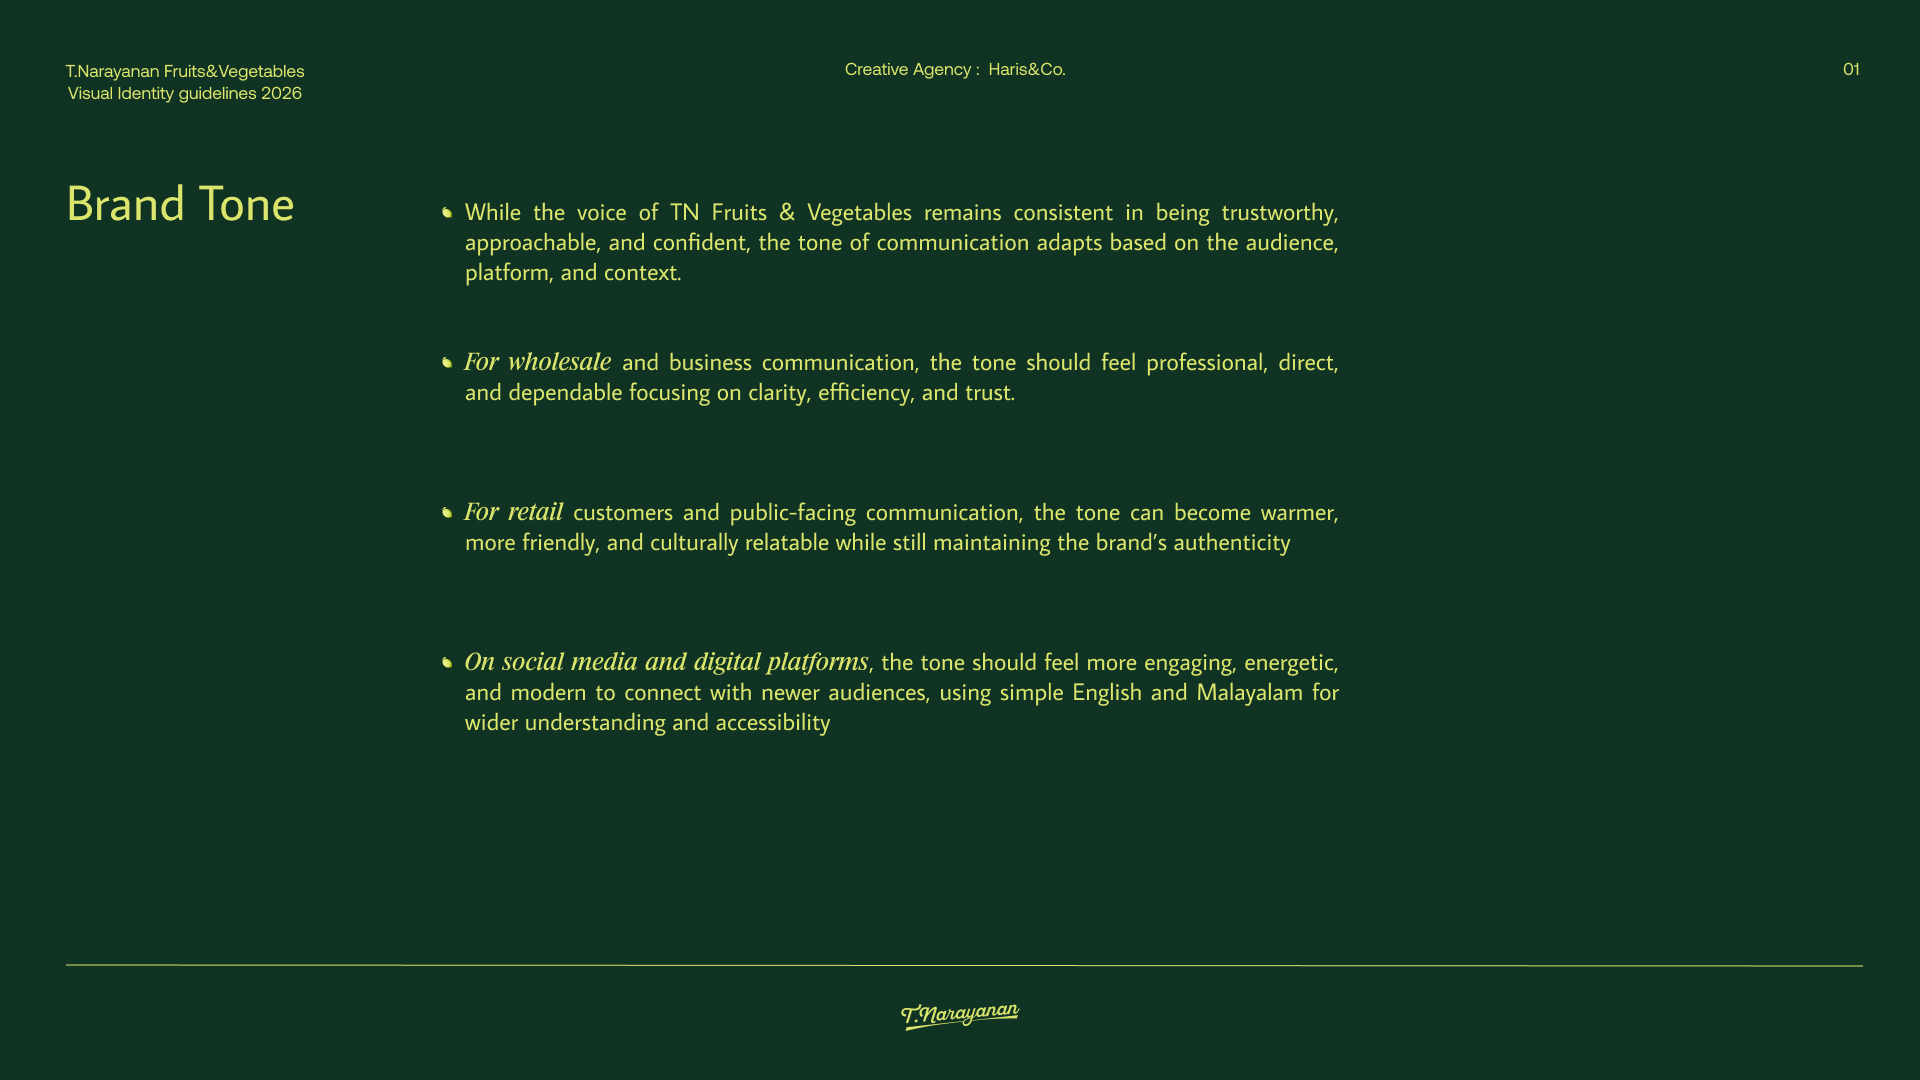 T.Narayanan Fruits&Vegetables
Visual Identity guidelines 2026
Creative Agency : Haris&Co.
01
Brand Tone
While the voice of TN Fruits & Vegetables remains consistent in being trustworthy,
approachable, and confident, the tone of communication adapts based on the audience,
platform, and context.
For wholesale and business communication, the tone should feel professional, direct,
and dependable focusing on clarity, efficiency, and trust.
For retail customers and public-facing communication, the tone can become warmer,
more friendly, and culturally relatable while still maintaining the brand’s authenticity
On social media and digital platforms, the tone should feel more engaging, energetic,
and modern to connect with newer audiences, using simple English and Malayalam for
wider understanding and accessibility
T.Narayanan